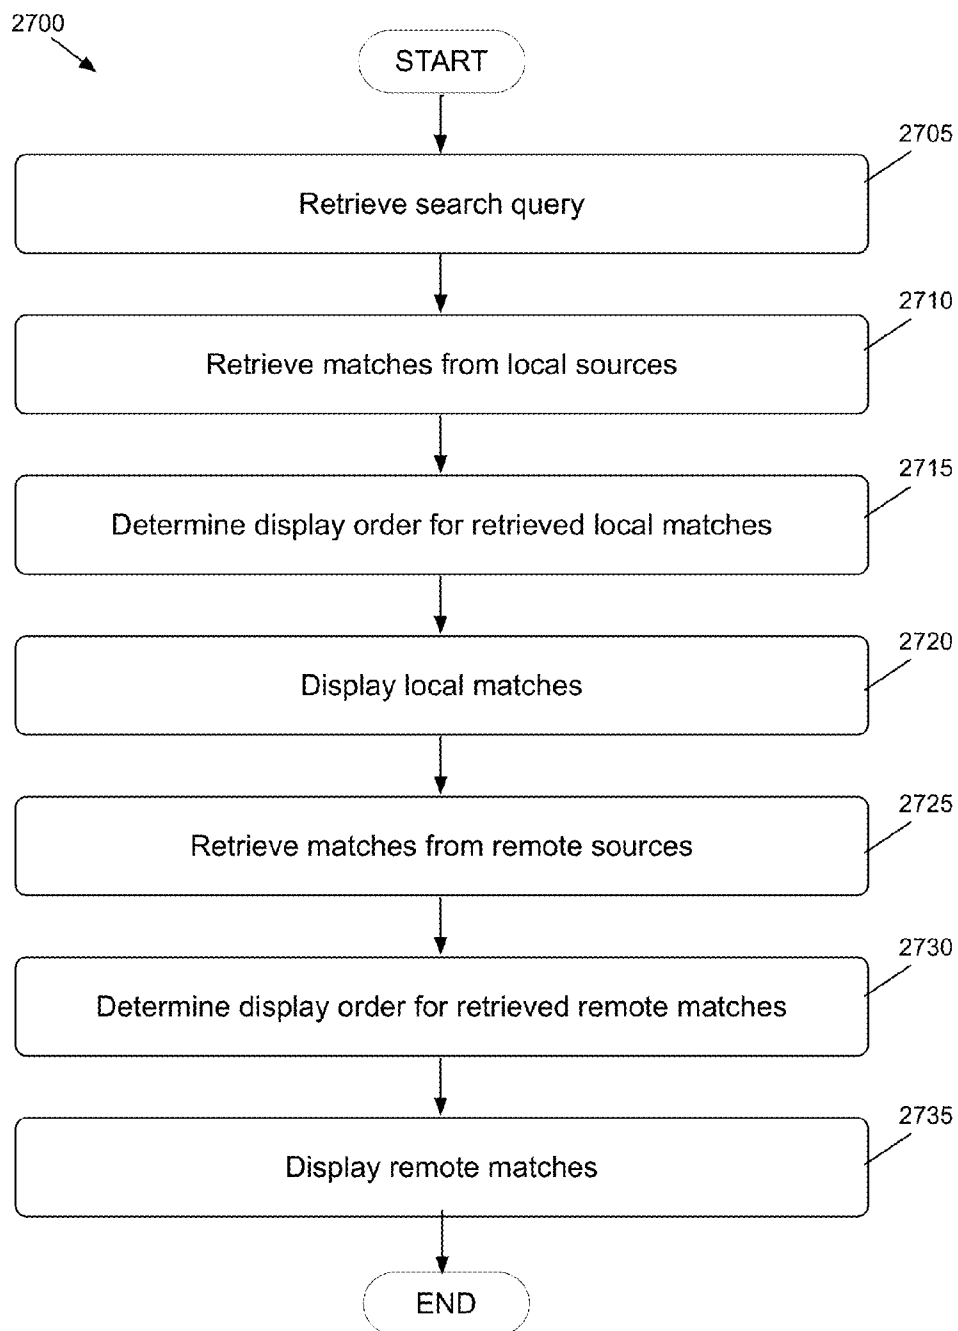 2700
START
2705
Retrieve search query
2710
Retrieve matches from local sources
2715
Determine display order for retrieved local matches
2720
Display local matches
2725
Retrieve matches from remote sources
2730
Determine display order for retrieved remote matches
2735
Display remote matches
END